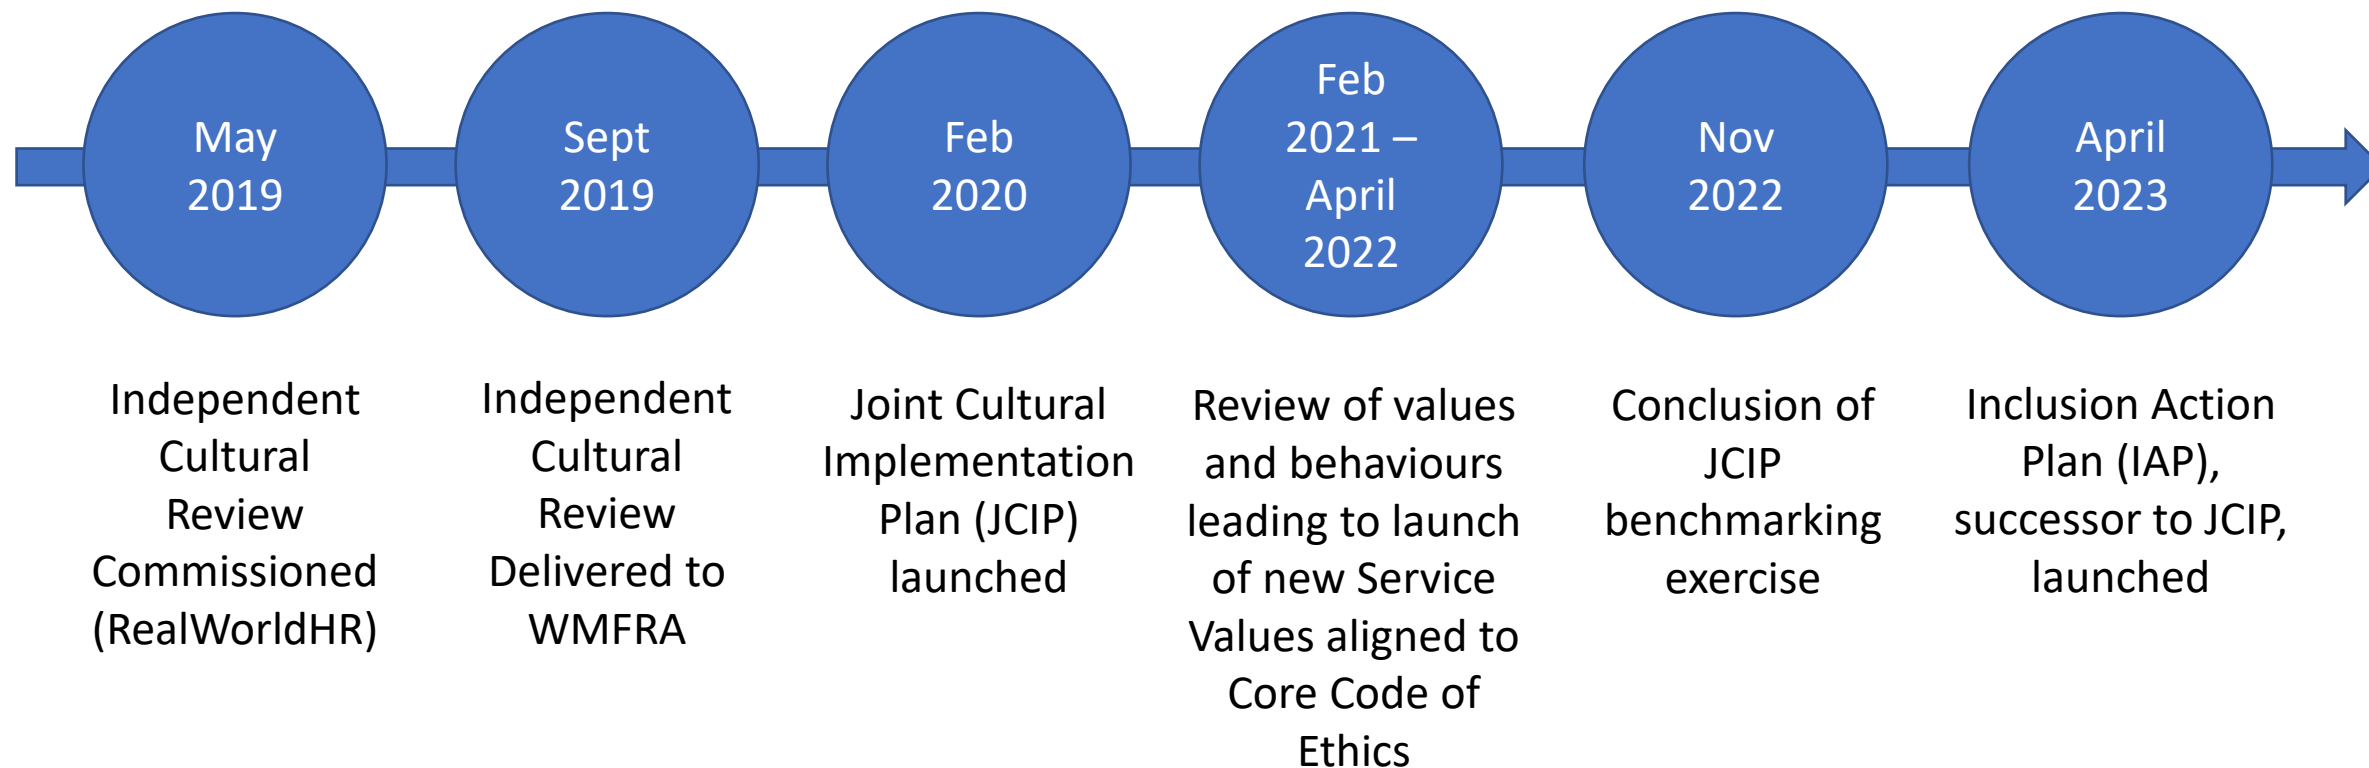 May
2019
Sept
2019
Feb
2020
Feb
2021 –
April
2022
Nov
2022
April
2023
Independent
Cultural
Review
Commissioned
(RealWorldHR)
Independent
Cultural
Review
Delivered to
WMFRA
Joint Cultural
Implementation
Plan (JCIP)
launched
Review of values
and behaviours
leading to launch
of new Service
Values aligned to
Core Code of
Ethics
Conclusion of
JCIP
benchmarking
exercise
Inclusion Action
Plan (IAP),
successor to JCIP,
launched